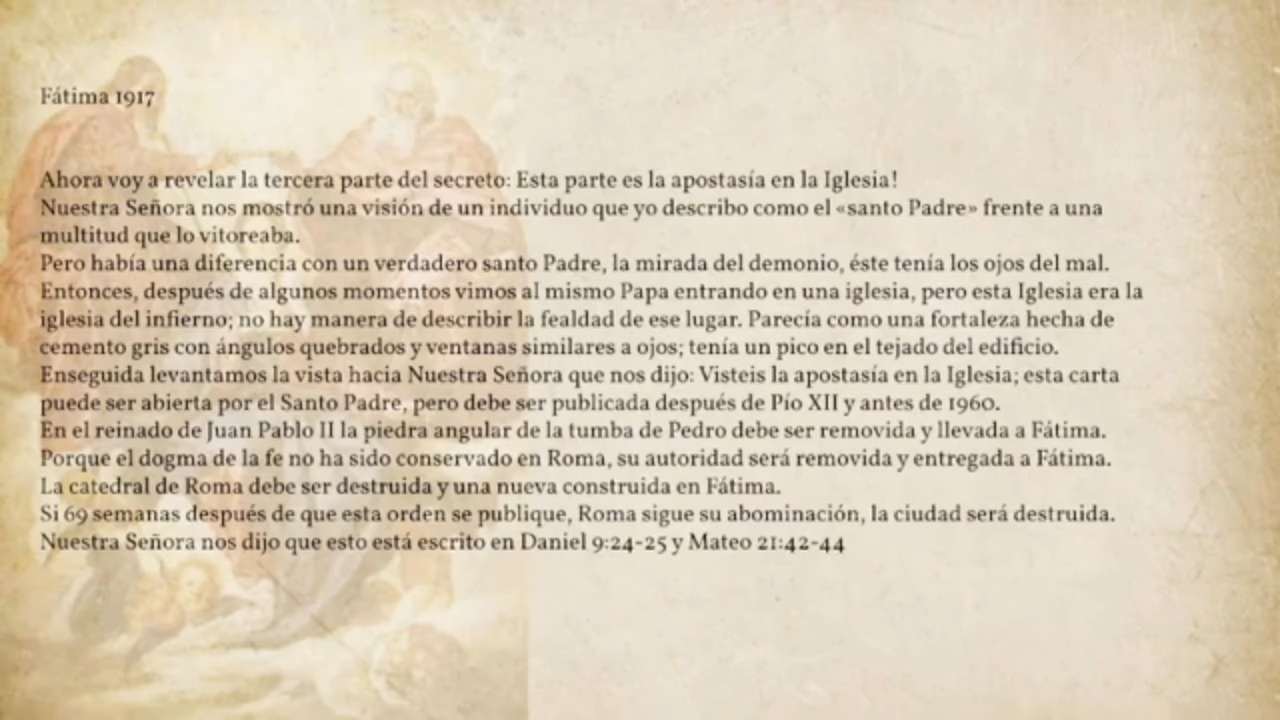 Fátima 1917
Ahora voy a revelar la tercera parte del secreto: Esta parte es la apostasía en la Iglesia!
Nuestra Señora nos mostró una visión de un individuo que yo describo como el «santo Padre» frente a una
multitud que lo vitoreaba.
Pero había una diferencia con un verdadero santo Padre, la mirada del demonio, éste tenía los ojos del mal.
Entonces, después de algunos momentos vimos al mismo Papa entrando en una iglesia, pero esta Iglesia era la
iglesia del infierno; no hay manera de describir la fealdad de ese lugar. Parecía como una fortaleza hecha de
cemento gris con ángulos quebrados y ventanas similares a ojos; tenía un pico en el tejado del edificio.
Enseguida levantamos la vista hacia Nuestra Señora que nos dijo: Visteis la apostasía en la Iglesia; esta carta
puede ser abierta por el Santo Padre, pero debe ser publicada después de Pío XII y antes de 1960.
En el reinado de Juan Pablo II la piedra angular de la tumba de Pedro debe ser removida y llevada a Fátima.
Porque el dogma de la fe no ha sido conservado en Roma, su autoridad será removida y entregada a Fátima.
La catedral de Roma debe ser destruida y una nueva construida en Fátima.
Si 69 semanas después de que esta orden se publique, Roma sigue su abominación, la ciudad será destruida.
Nuestra Señora nos dijo que esto está escrito en Daniel 9:24-25 y Mateo 21:42-44